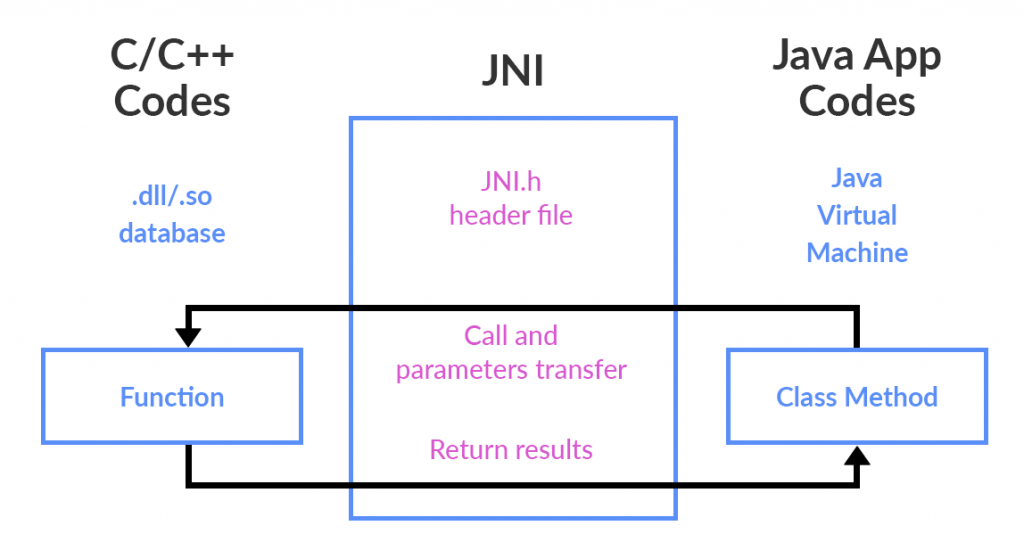 C/C++
Codes
JNI
Java App
Codes
.dll/.so
database
JNI.h
header file
Java
Virtual
Machine
Call and
parameters transfer
Function
Class Method
Return results